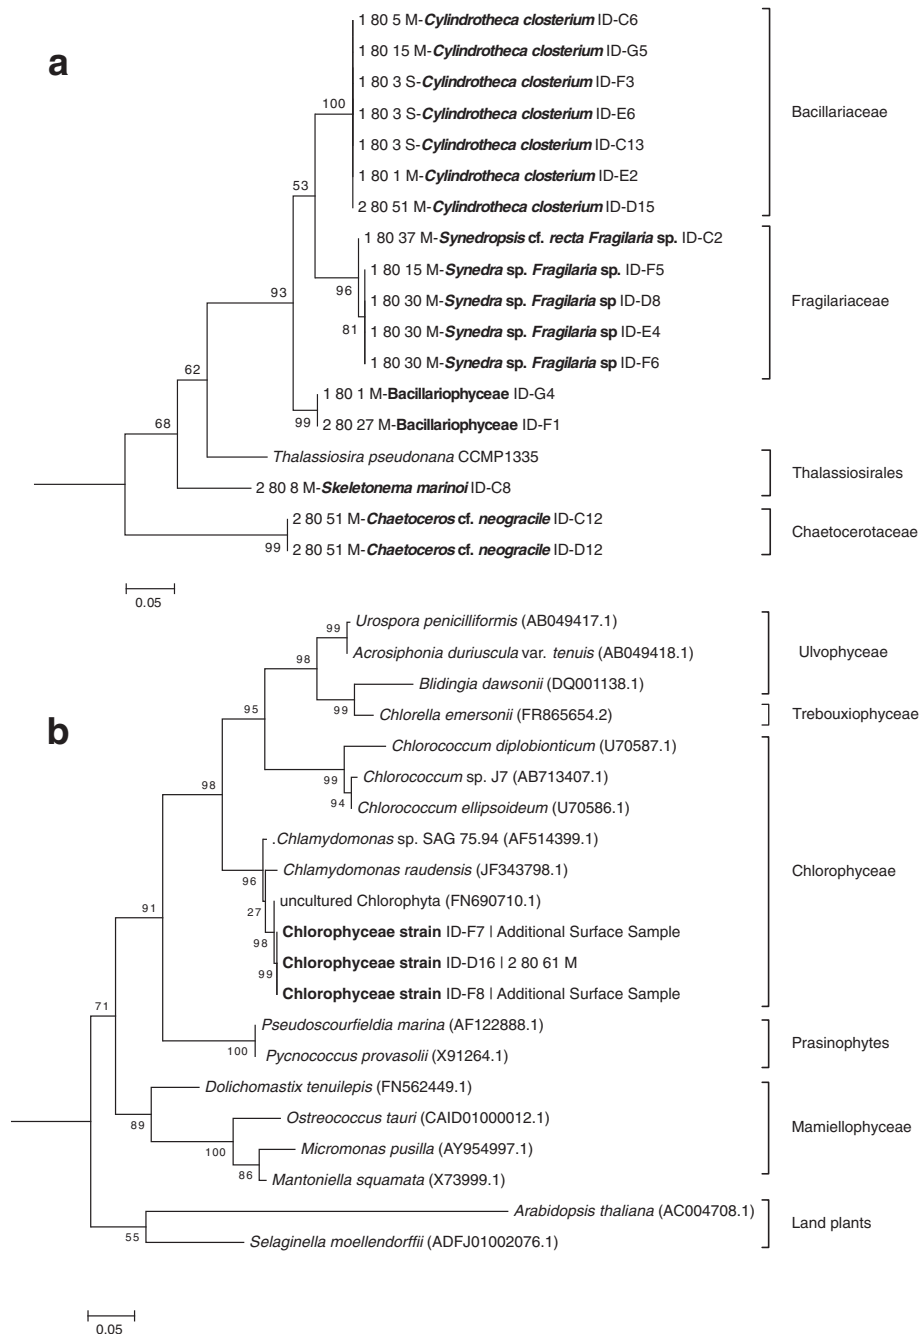 a
1 80 5 M-Cylindrotheca closterium ID-C6
1 80 15 M-Cylindrotheca closterium ID-G5
1 80 3 S-Cylindrotheca closterium ID-F3
100
1 80 3 S-Cylindrotheca closterium ID-E6
Bacillariaceae
1 80 3 S-Cylindrotheca closterium ID-C13
1 80 1 M-Cylindrotheca closterium ID-E2
53
2 80 51 M-Cylindrotheca closterium ID-D15
1 80 37 M-Synedropsis cf. recta Fragilaria sp. ID-C2
1 80 15 M-Synedra sp. Fragilaria sp. ID-F5
96
93
1 80 30 M-Synedra sp. Fragilaria sp ID-D8
Fragilariaceae
81
1 80 30 M-Synedra sp. Fragilaria sp ID-E4
1 80 30 M-Synedra sp. Fragilaria sp ID-F6
62
1 80 1 M-Bacillariophyceae ID-G4
99
2 80 27 M-Bacillariophyceae ID-F1
68
Thalassiosira pseudonana CCMP1335
Thalassiosirales
2 80 8 M-Skeletonema marinoi ID-C8
2 80 51 M-Chaetoceros cf. neogracile ID-C12
Chaetocerotaceae
99
2 80 51 M-Chaetoceros cf. neogracile ID-D12
0.05
b
99
Urospora penicilliformis (AB049417.1)
Acrosiphonia duriuscula var. tenuis (AB049418.1)
Ulvophyceae
98
Blidingia dawsonii (DQ001138.1)
99
Chlorella emersonii (FR865654.2)
Trebouxiophyceae
95
Chlorococcum diplobionticum (U70587.1)
99
Chlorococcum sp. J7 (AB713407.1)
94
Chlorococcum ellipsoideum (U70586.1)
98
.Chlamydomonas sp. SAG 75.94 (AF514399.1)
Chlamydomonas raudensis (JF343798.1)
Chlorophyceae
96
uncultured Chlorophyta (FN690710.1)
27
Chlorophyceae strain ID-F7 | Additional Surface Sample
98
Chlorophyceae strain ID-D16 | 2 80 61 M
99
Chlorophyceae strain ID-F8 | Additional Surface Sample
91
Pseudoscourfieldia marina (AF122888.1)
Prasinophytes
100
Pycnococcus provasolii (X91264.1)
71
Dolichomastix tenuilepis (FN562449.1)
89
Ostreococcus tauri (CAID01000012.1)
Mamiellophyceae
100
Micromonas pusilla (AY954997.1)
86
Mantoniella squamata (X73999.1)
Arabidopsis thaliana (AC004708.1)
Land plants
55
Selaginella moellendorffii (ADFJ01002076.1)
0.05